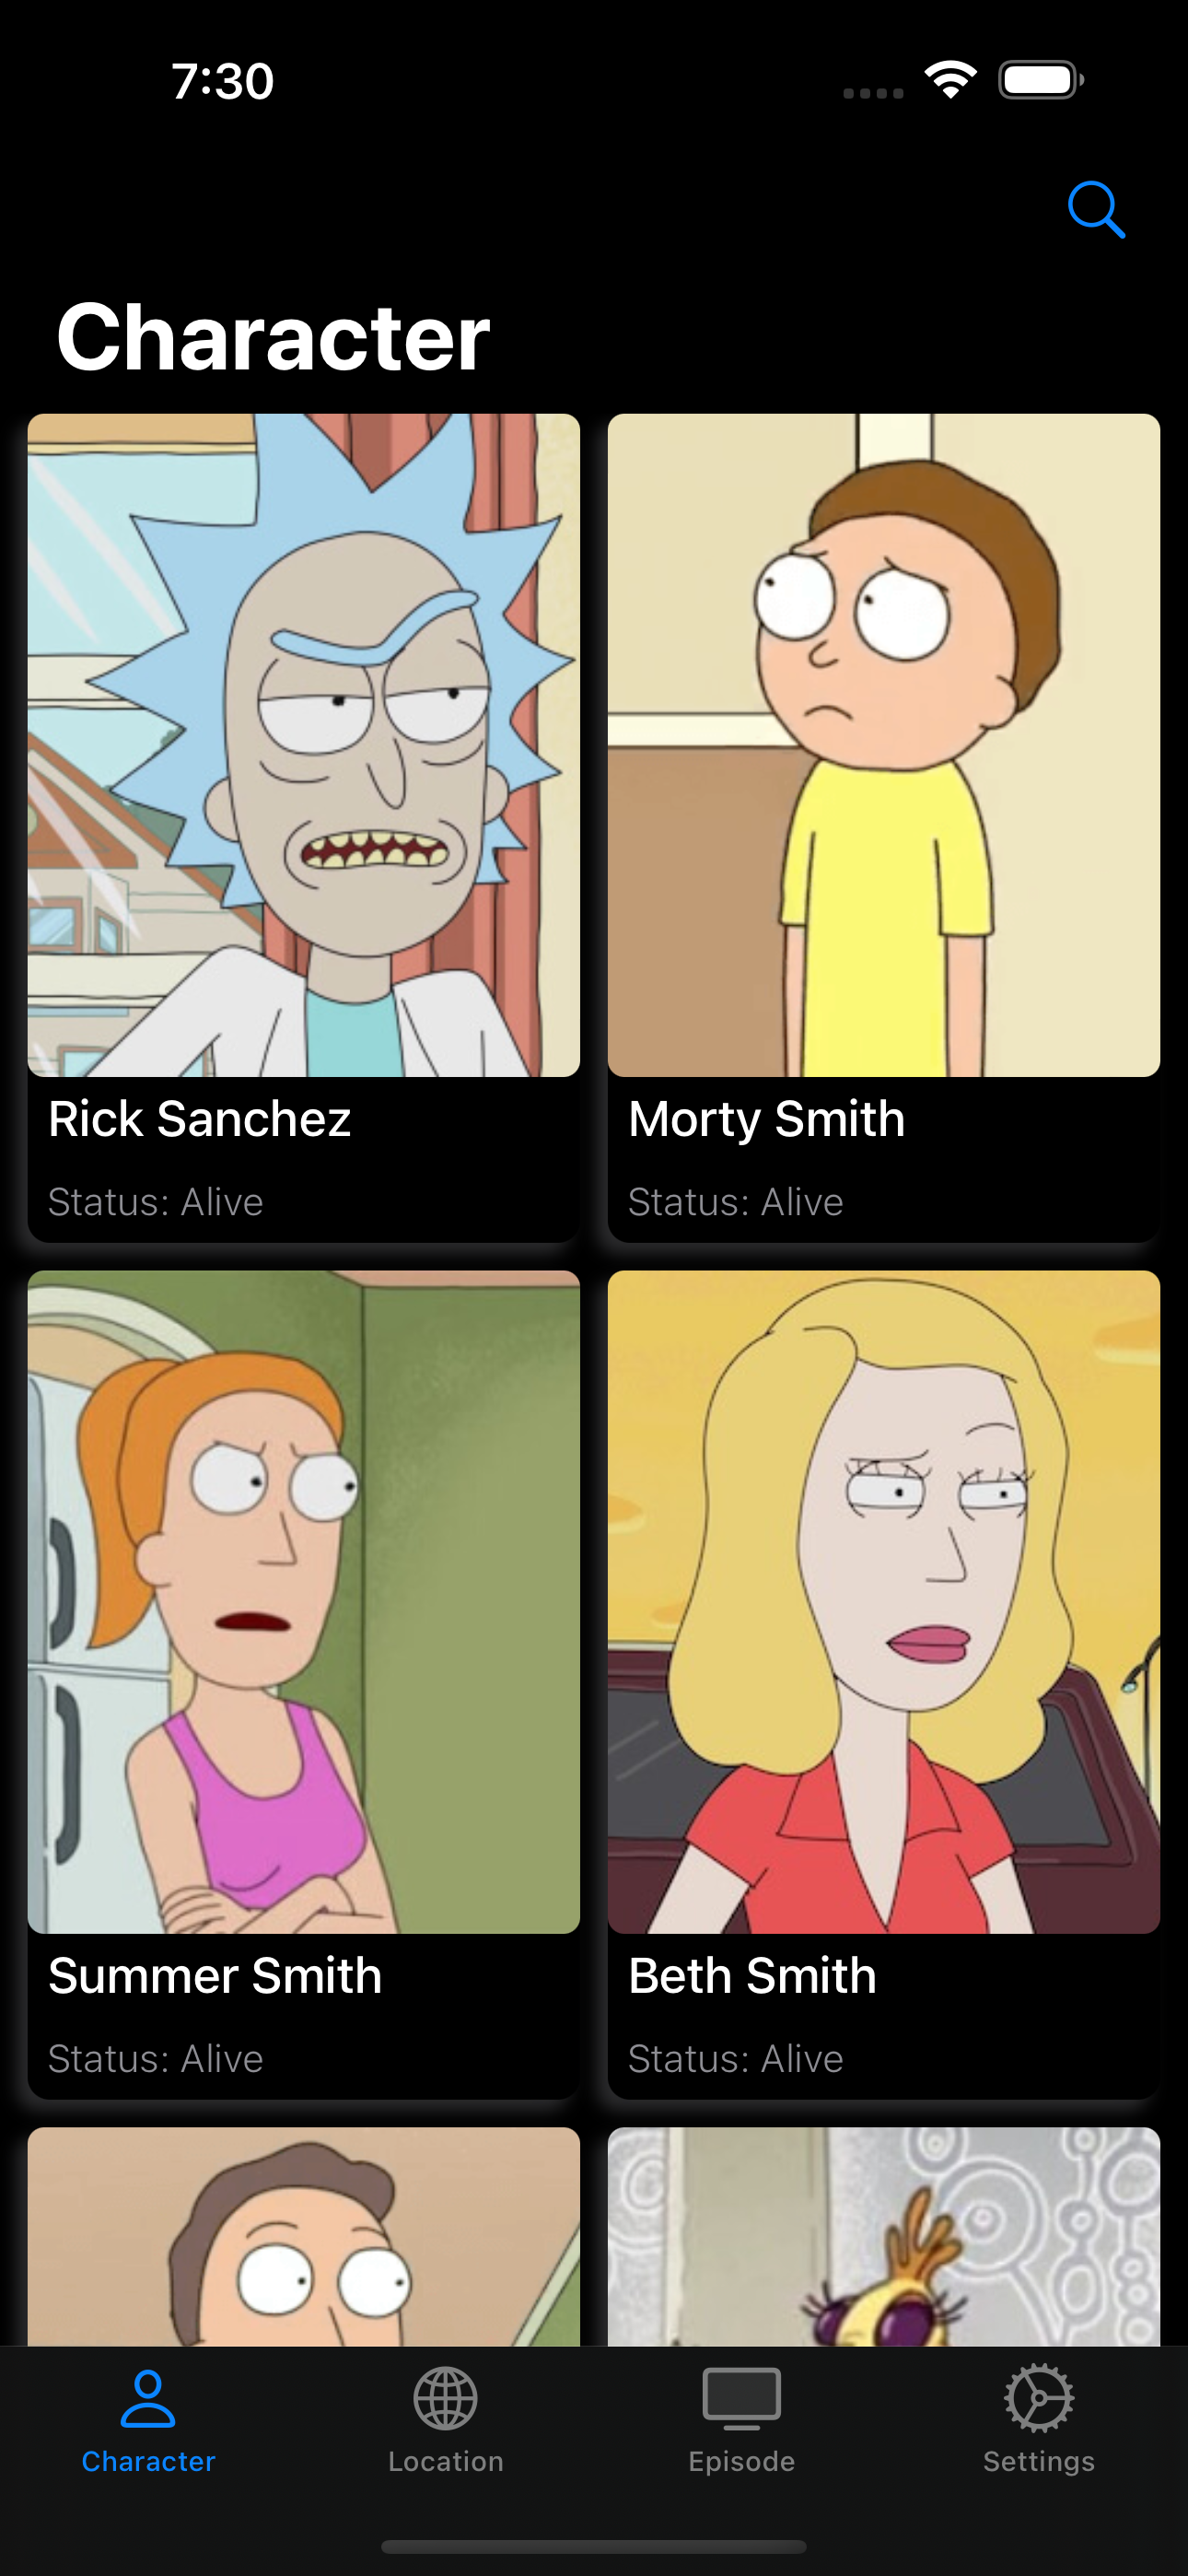 7:30
Character
Rick Sanchez
Status: Alive
Morty Smith
Status: Alive
Summer Smith
Status: Alive
Beth Smith
Status: Alive
Character
Location
Episode
Settings